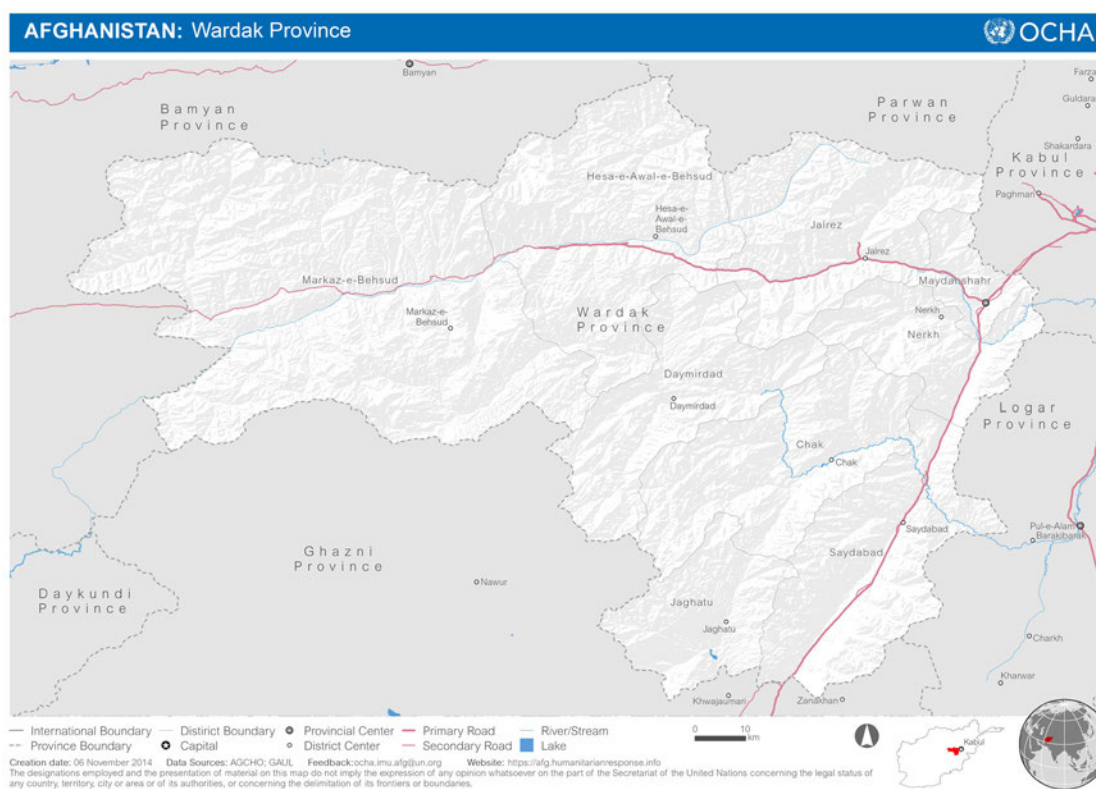 AFGHANISTAN: Wardak Province
OCHA
Bamyan
Farza
Guldara
Bamyan
Province
Parwan
Province
Shakardara
Kabul
Province
Paghman
Hesa-e-Awal-e-Behsud
Hesa-e-
Awal-e-
Behsud
Jalrez
Jalrez
Markaz-e-Behsud
Maydanshahr
Markaz-e-
Behsud
Wardak
Province
Nerkh
Nerkh
Daymirdad
Daymirdad
Logar
Province
Chak
Chak
Saydabad
Pul-e-Alam
Barakibarak
Ghazni
Province
Saydabad
Nawur
Daykundi
Province
Jaghatu
Jaghatu
Charkh
Kharwar
Khwajaumari
Zanakhan
International Boundary
District Boundary
Provincial Center
Primary Road
River/Stream
Province Boundary
Capital
District Center
Secondary Road
Lake
0 10
km
Kabul
Creation date: 06 November 2014 Data Sources: AGCHO; GAUL Feedback:ocha.imu.afg@un.org Website: https://afg.humanitarianresponse.info
The designations employed and the presentation of material on this map do not imply the expression of any opinion whatsoever on the part of the Secretariat of the United Nations concerning the legal status of
any country, territory, city or area or of its authorities, or concerning the delimitation of its frontiers or boundaries.